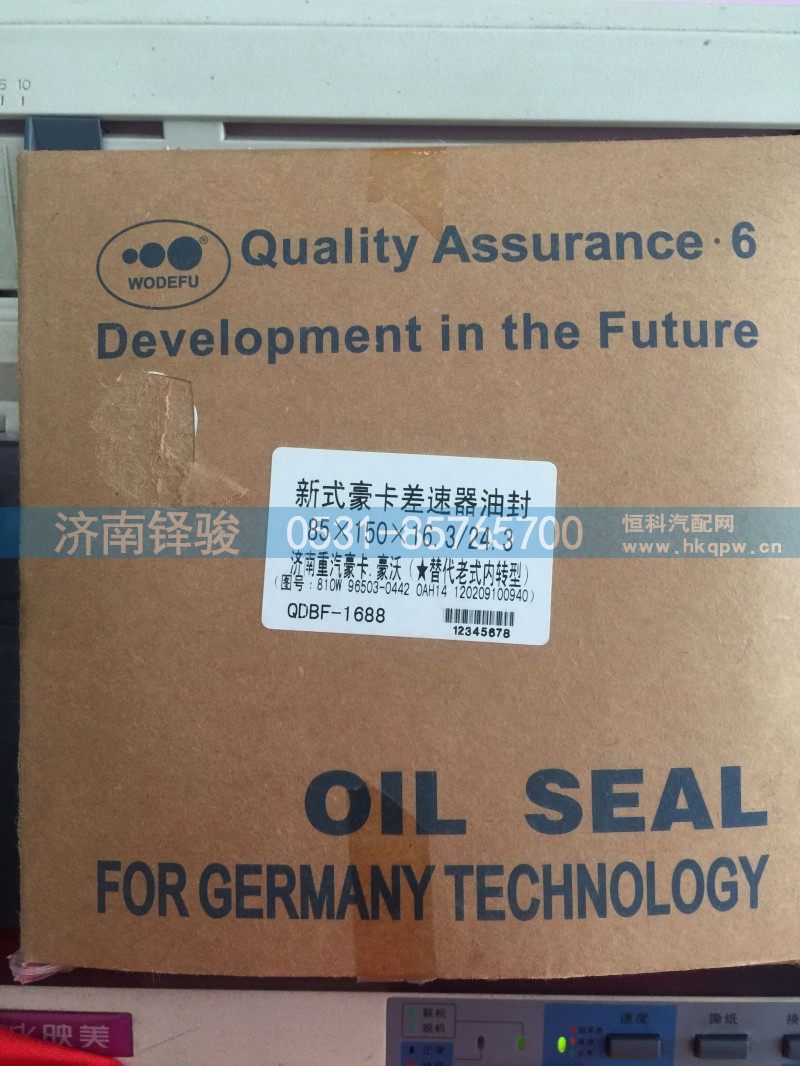 5 10
WODEFU
®
Quality Assurance·6
Development in the Future
新式豪卡差速器油封
85×150×16.3/24.3
济南铎骏 0531-85765700
恒科汽配网
www.hkqpw.cn
济南重汽豪卡.豪沃（★替代老式内转型）
（图号：810W 96503-0442 0AH14 120209100940）
QDBF-1688
12345678
OIL SEAL
FOR GERMANY TECHNOLOGY
映美
联机
脱机
正常
速度
撕纸
换